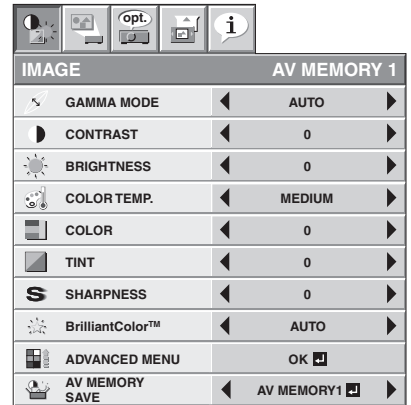 opt.
i
IMAGE AV MEMORY 1
GAMMA MODE AUTO
CONTRAST 0
BRIGHTNESS 0
COLOR TEMP. MEDIUM
COLOR 0
TINT 0
S SHARPNESS 0
BrilliantColor™ AUTO
ADVANCED MENU OK
AV MEMORY
SAVE AV MEMORY1